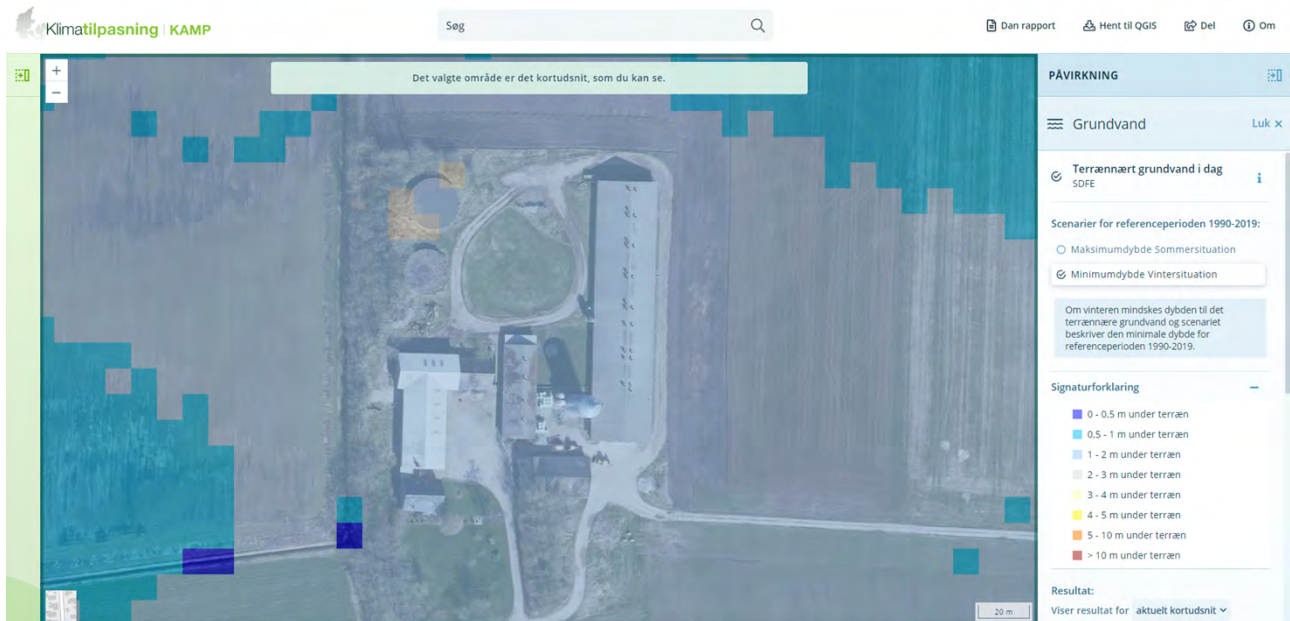 Klimatilpasning | KAMP
Søg
Dan rapport
Hent til QGIS
Del
Om
+
−
Det valgte område er det kortudsnit, som du kan se.
PÅVIRKNING
Grundvand
Luk ×
Terrænnært grundvand i dag
SDFE
Scenarier for referenceperioden 1990-2019:
Maksimumdybde Sommersituation
Minimumdybde Vintersituation
Om vinteren mindskes dybden til det
terrænnære grundvand og scenariet
beskriver den minimale dybde for
referenceperioden 1990-2019.
Signaturforklaring
0 - 0,5 m under terræn
0,5 - 1 m under terræn
1 - 2 m under terræn
2 - 3 m under terræn
3 - 4 m under terræn
4 - 5 m under terræn
5 - 10 m under terræn
> 10 m under terræn
Resultat:
Viser resultat for aktuelt kortudsnit
20 m